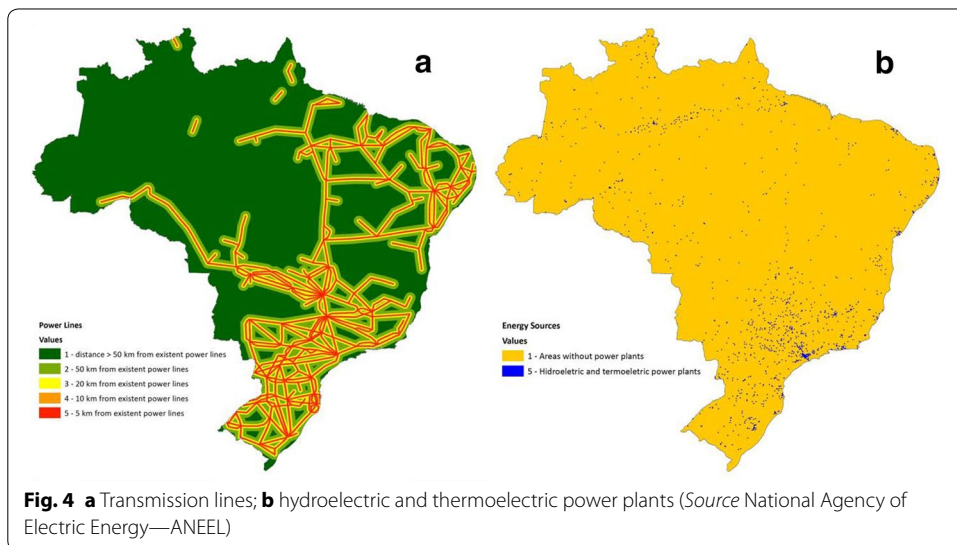 a
b
Power Lines
Values
1 - distance > 50 km from existent power lines
2 - 50 km from existent power lines
3 - 20 km from existent power lines
4 - 10 km from existent power lines
5 - 5 km from existent power lines
Energy Sources
Values
1 - Areas without power plants
5 - Hidroeletric and termoeletric power plants
Fig. 4 a Transmission lines; b hydroelectric and thermoelectric power plants (Source National Agency of
Electric Energy—ANEEL)